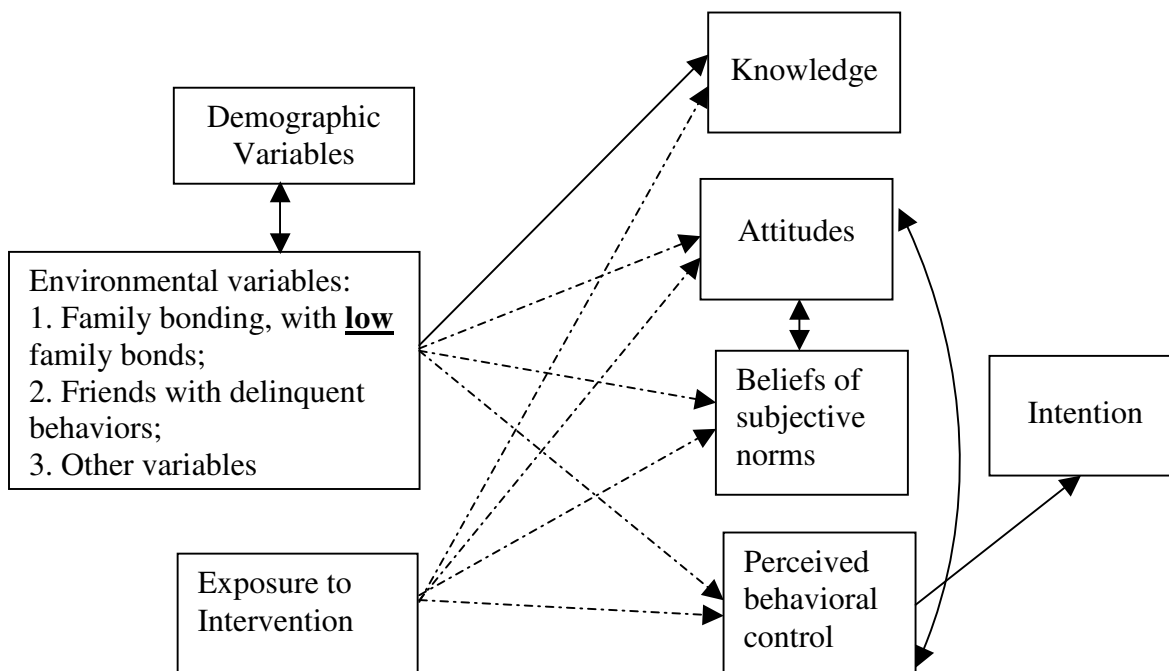 Knowledge
Demographic
Variables
Attitudes
Environmental variables:
1. Family bonding, with low
family bonds;
2. Friends with delinquent
behaviors;
3. Other variables
Beliefs of
subjective
norms
Intention
Exposure to
Intervention
Perceived
behavioral
control